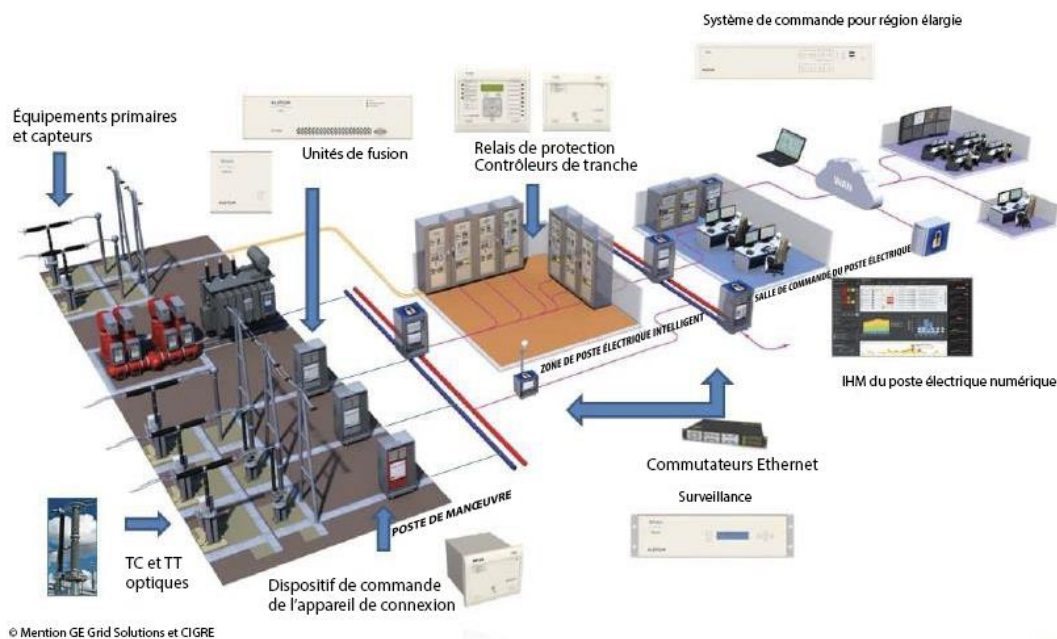 Système de commande pour région élargie
Équipements primaires
et capteurs
Unités de fusion
Relais de protection
Contrôleurs de tranche
WAN
SALLE DE COMMANDE DU POSTE ÉLECTRIQUE
ZONE DE POSTE ÉLECTRIQUE INTELLIGENT
IHM du poste électrique numérique
Commutateurs Ethernet
Surveillance
POSTE DE MANŒUVRE
TC et TT
optiques
Dispositif de commande
de l'appareil de connexion
© Mention GE Grid Solutions et CIGRE